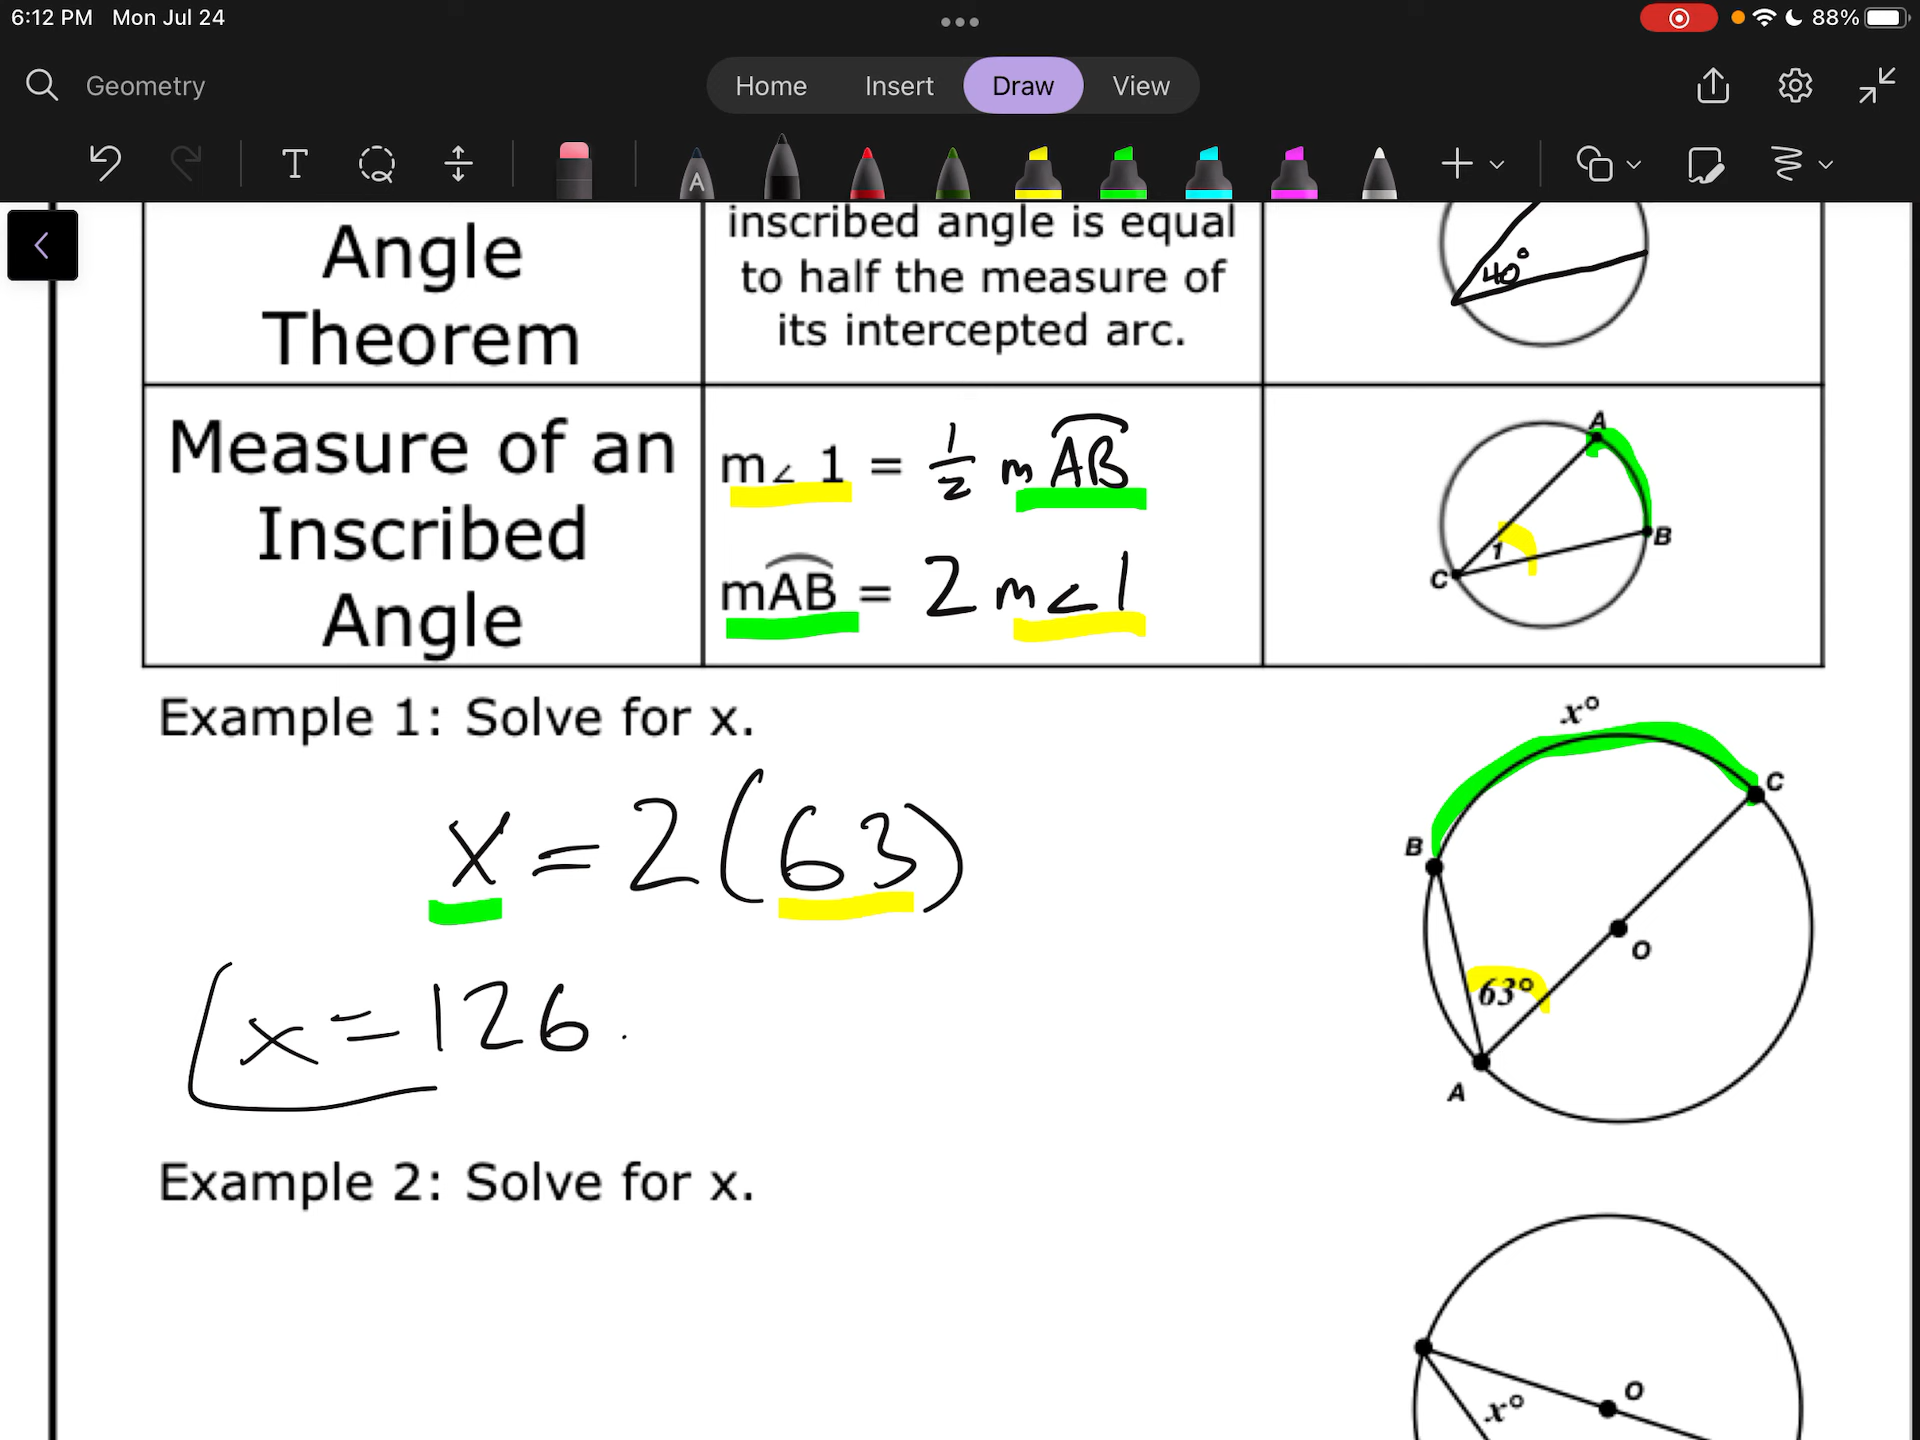 6:12 PM Mon Jul 24
88%
Geometry
Home Insert Draw View
T
A
Angle
Theorem
inscribed angle is equal
to half the measure of
its intercepted arc.
40°
Measure of an
Inscribed
Angle
m∠ 1 = 1/2 m AB
mAB = 2 m∠1
A
B
C
1
Example 1: Solve for x.
x = 2(63)
x = 126.
x°
C
B
O
63°
A
Example 2: Solve for x.
O
x°